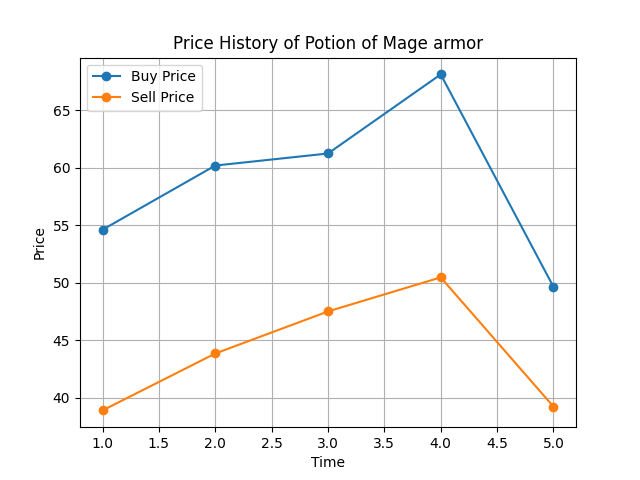 Price History of Potion of Mage armor
Buy Price
Sell Price
65
60
55
50
45
40
Price
1.0 1.5 2.0 2.5 3.0 3.5 4.0 4.5 5.0
Time